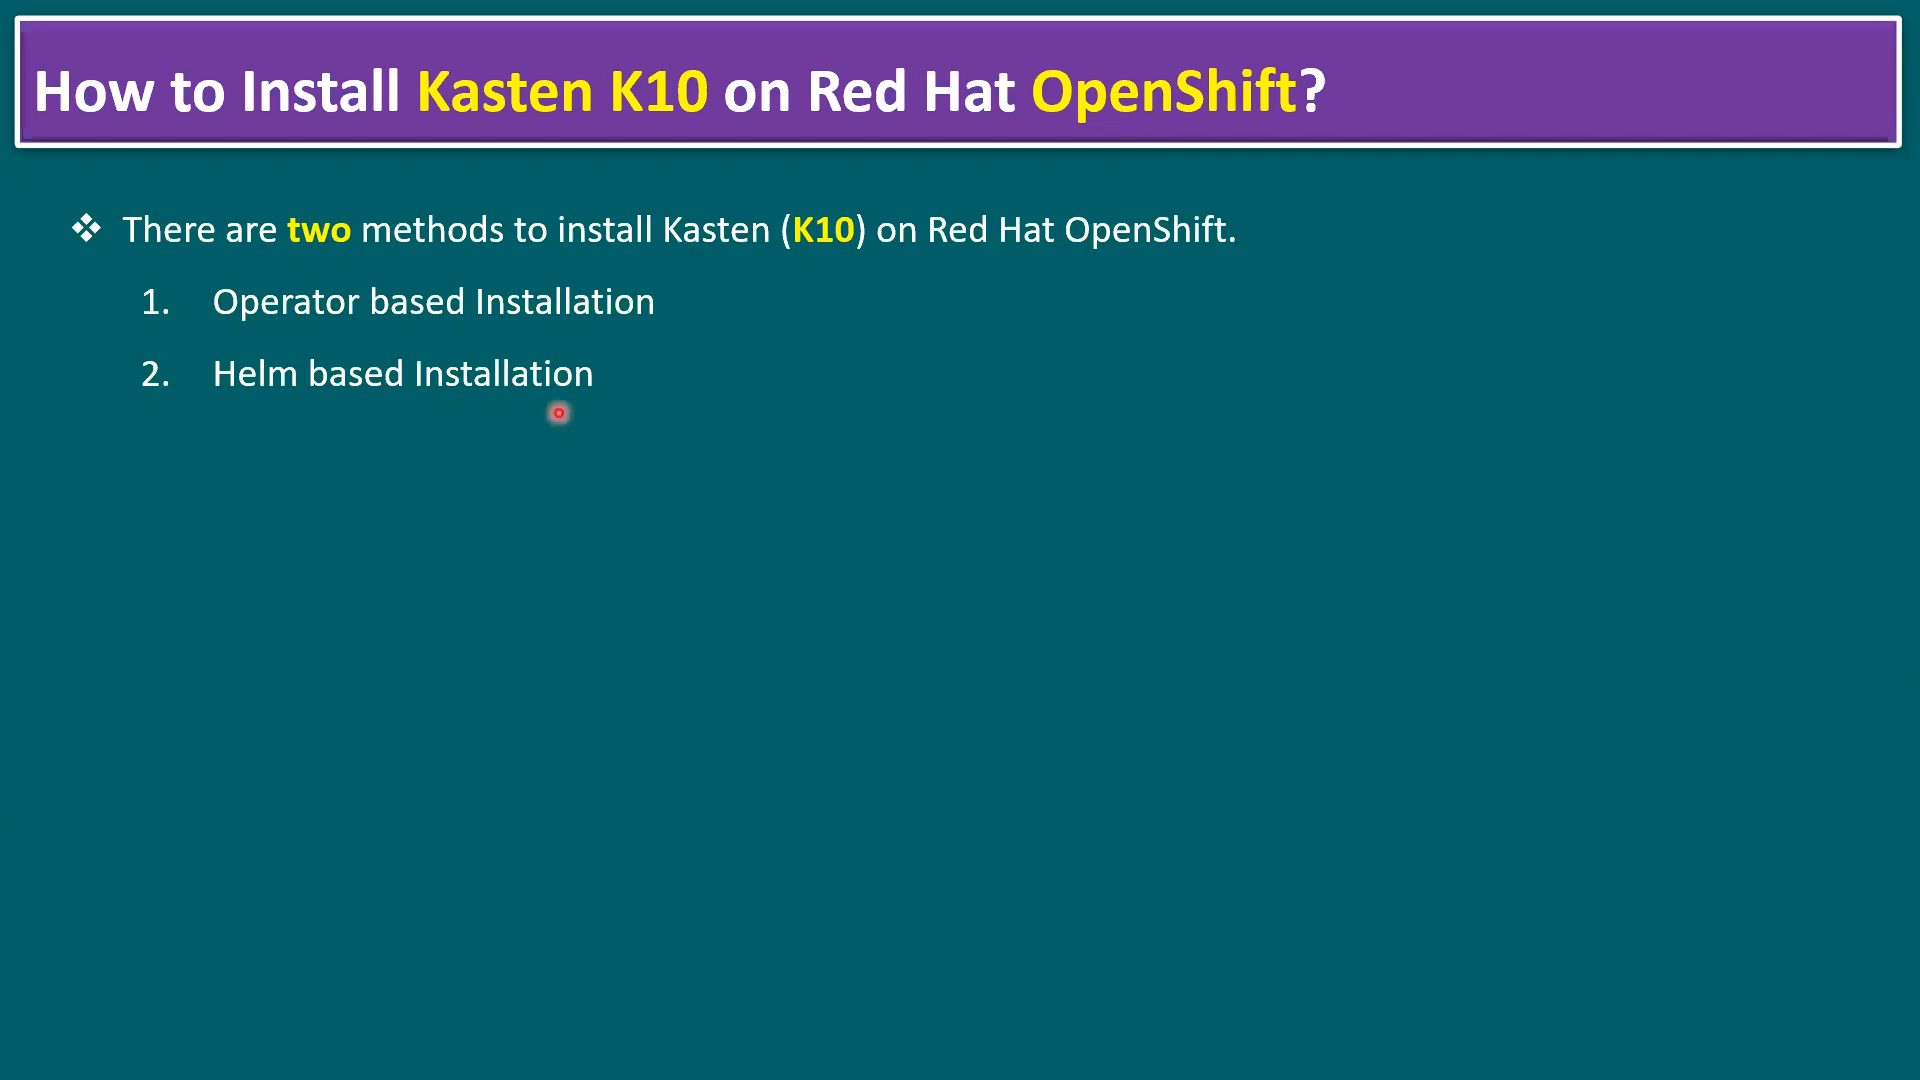 How to Install Kasten K10 on Red Hat OpenShift?
❖ There are two methods to install Kasten (K10) on Red Hat OpenShift.
1. Operator based Installation
2. Helm based Installation